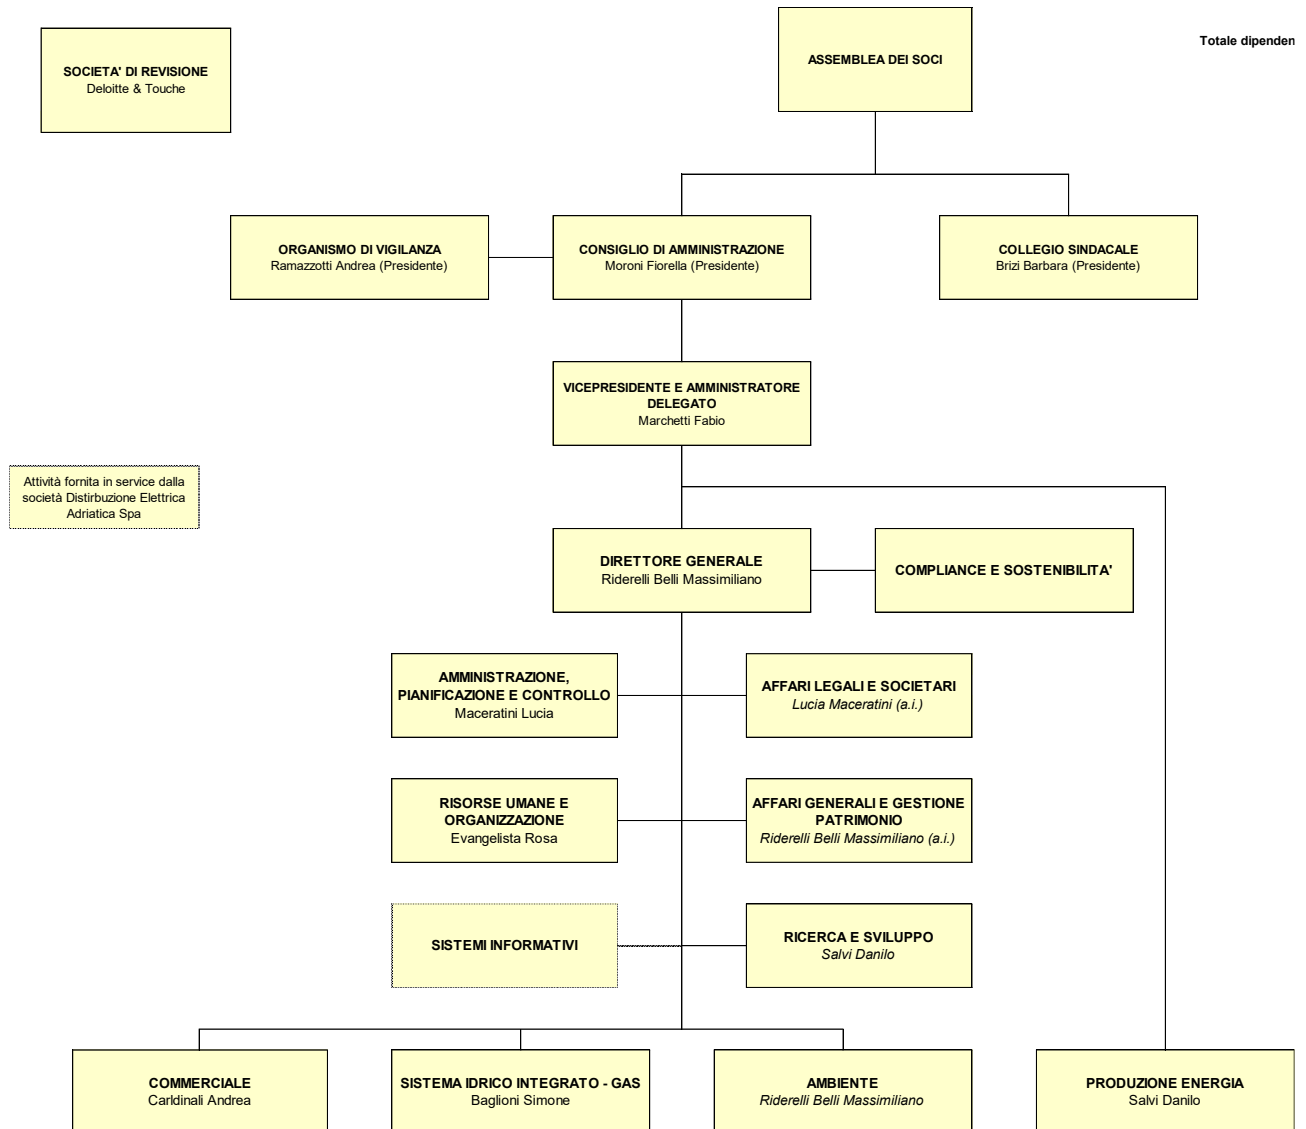 SOCIETA' DI REVISIONE
Deloitte & Touche
ASSEMBLEA DEI SOCI
Totale dipenden
ORGANISMO DI VIGILANZA
Ramazzotti Andrea (Presidente)
CONSIGLIO DI AMMINISTRAZIONE
Moroni Fiorella (Presidente)
COLLEGIO SINDACALE
Brizi Barbara (Presidente)
VICEPRESIDENTE E AMMINISTRATORE
DELEGATO
Marchetti Fabio
Attività fornita in service dalla
società Distirbuzione Elettrica
Adriatica Spa
DIRETTORE GENERALE
Riderelli Belli Massimiliano
COMPLIANCE E SOSTENIBILITA'
AMMINISTRAZIONE,
PIANIFICAZIONE E CONTROLLO
Maceratini Lucia
AFFARI LEGALI E SOCIETARI
Lucia Maceratini (a.i.)
RISORSE UMANE E
ORGANIZZAZIONE
Evangelista Rosa
AFFARI GENERALI E GESTIONE
PATRIMONIO
Riderelli Belli Massimiliano (a.i.)
SISTEMI INFORMATIVI
RICERCA E SVILUPPO
Salvi Danilo
COMMERCIALE
Carldinali Andrea
SISTEMA IDRICO INTEGRATO - GAS
Baglioni Simone
AMBIENTE
Riderelli Belli Massimiliano
PRODUZIONE ENERGIA
Salvi Danilo